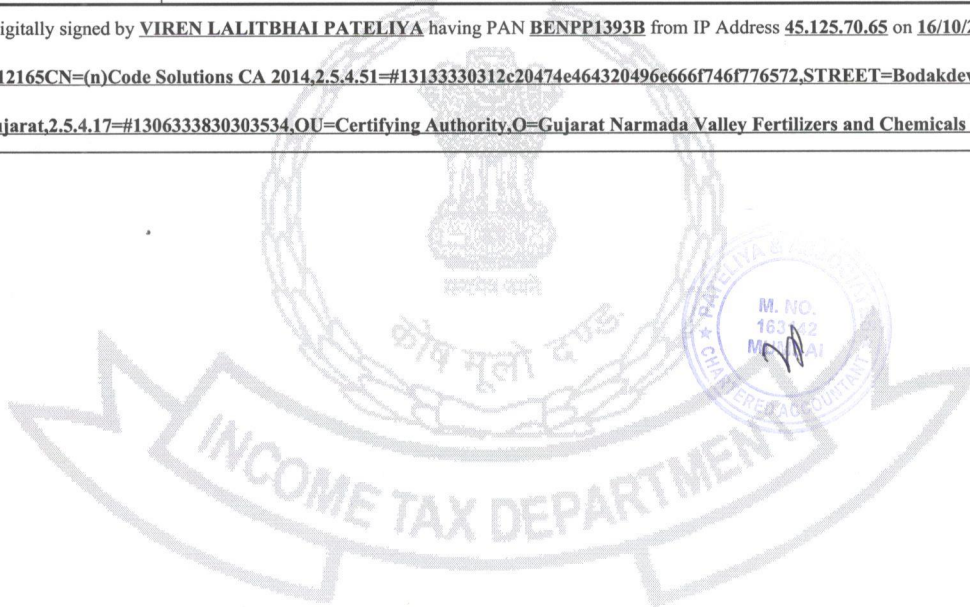 igitally signed by VIREN LALITBHAI PATELIYA having PAN BENPP1393B from IP Address 45.125.70.65 on 16/10/2
12165CN=(n)Code Solutions CA 2014,2.5.4.51=#13133330312c20474e464320496e666f746f776572,STREET=Bodakdev
ujarat,2.5.4.17=#1306333830303534,OU=Certifying Authority,O=Gujarat Narmada Valley Fertilizers and Chemicals
सत्यमेव जयते
कोष मूलो दण्ड
INCOME TAX DEPARTMENT
PATELIYA &
M. NO.
MUMBAI
CHARTERED ACCOUNTANT